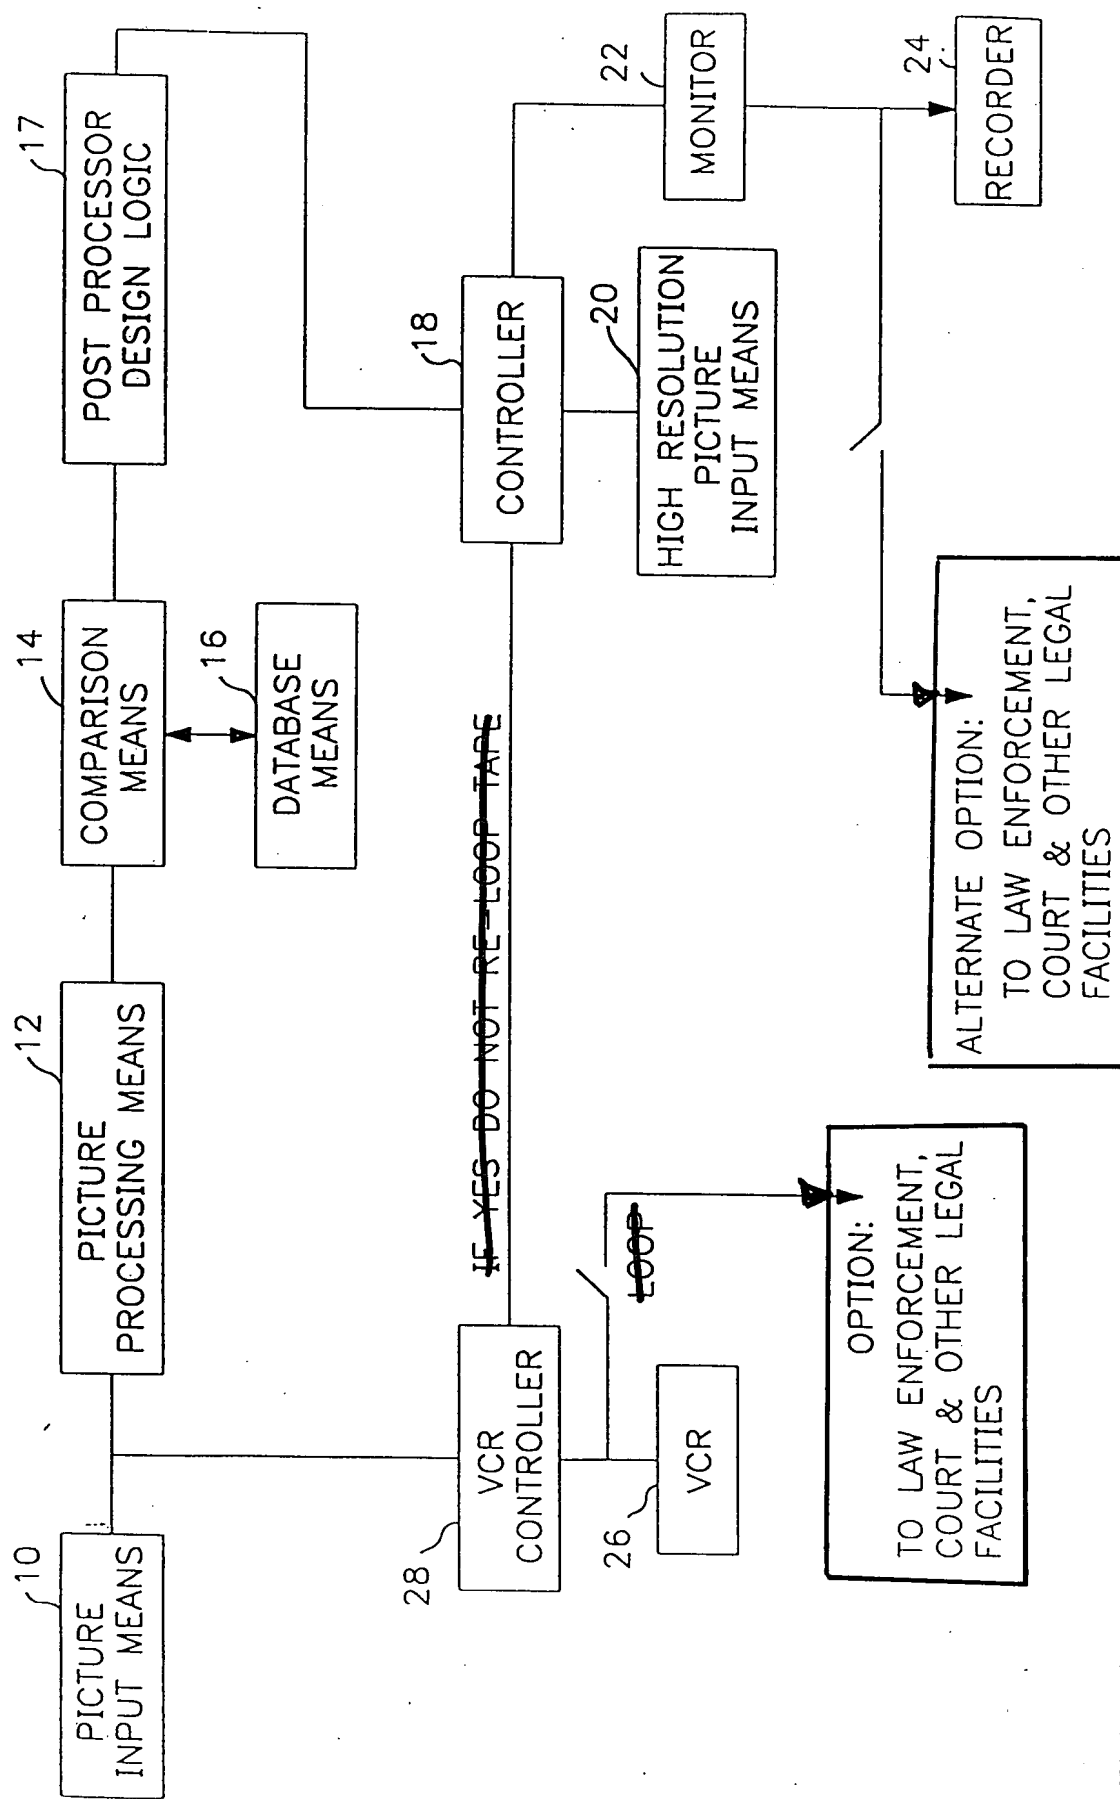 10
PICTURE
INPUT MEANS
12
PICTURE
PROCESSING MEANS
14
COMPARISON
MEANS
16
DATABASE
MEANS
17
POST PROCESSOR
DESIGN LOGIC
28
VCR
CONTROLLER
IF YES DO NOT RE-LOOP TAPE
18
CONTROLLER
26
VCR
LOOP
20
HIGH RESOLUTION
PICTURE
INPUT MEANS
22
MONITOR
24
RECORDER
OPTION:
TO LAW ENFORCEMENT,
COURT & OTHER LEGAL
FACILITIES
ALTERNATE OPTION:
TO LAW ENFORCEMENT,
COURT & OTHER LEGAL
FACILITIES